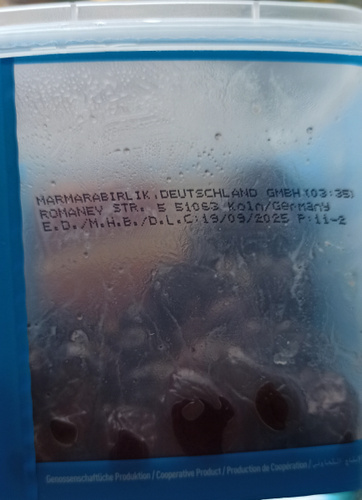 MARMARABIRLIK.DEUTSCHLAND GMBH.(03:35)
ROMANEY STR. 5 51063 Koln/Germany
E.D./M.H.B./D.L.C:19/09/2025 P:11-2
Genossenschaftliche Produktion / Cooperative Product / Production de Coopération /